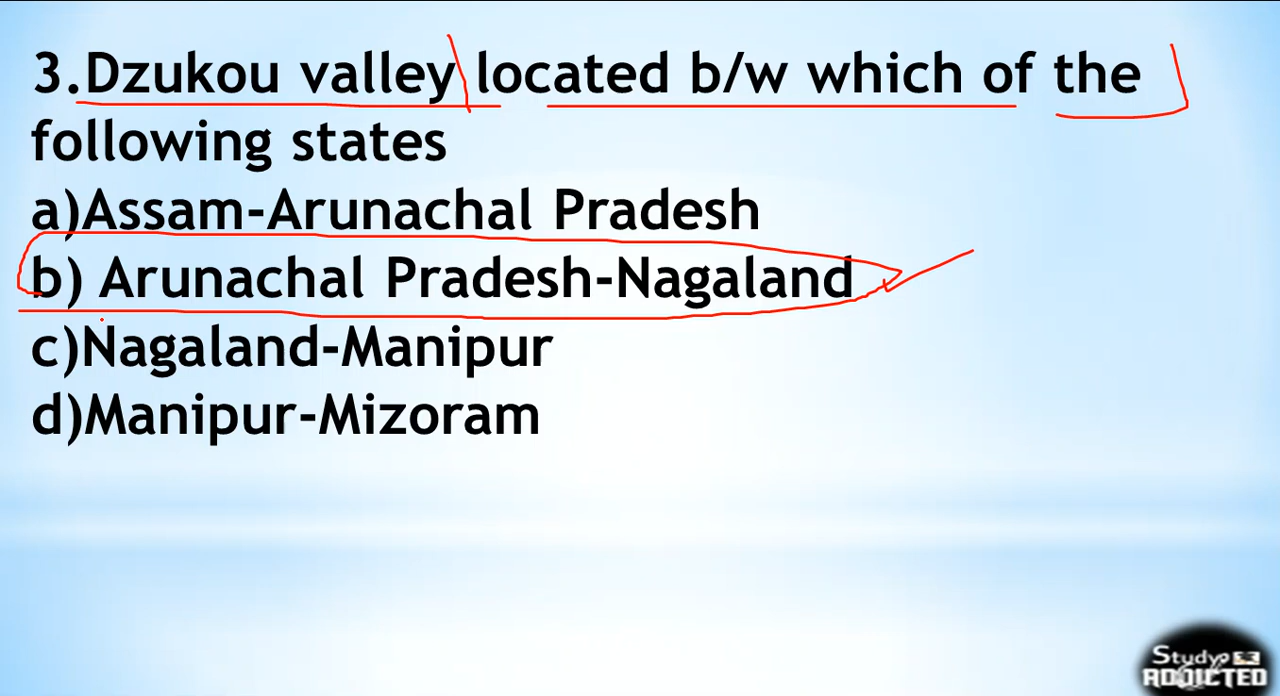 3.Dzukou valley located b/w which of the
following states
a)Assam-Arunachal Pradesh
b) Arunachal Pradesh-Nagaland
c)Nagaland-Manipur
d)Manipur-Mizoram
Study
ADDICTED